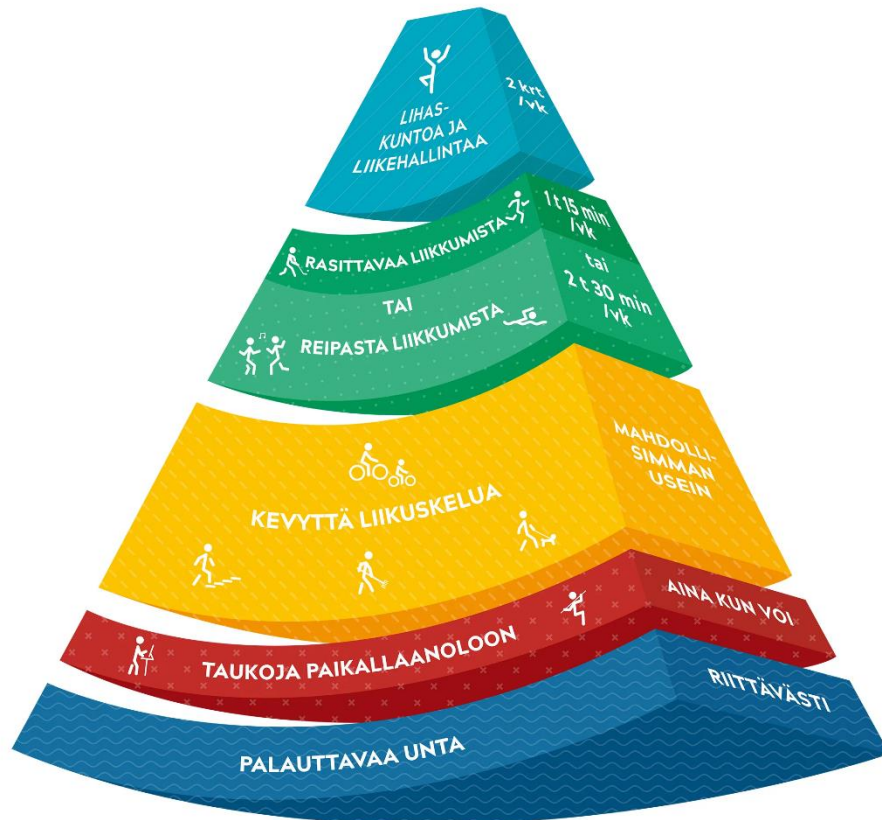 LIHAS-
KUNTOA JA
LIIKEHALLINTAA
2 krt
/vk
RASITTAVAA LIIKKUMISTA
1 t 15 min
/vk
TAI
tai
REIPASTA LIIKKUMISTA
2 t 30 min
/vk
KEVYTTÄ LIIKUSKELUA
MAHDOLLI-
SIMMAN
USEIN
TAUKOJA PAIKALLAANOLOON
AINA KUN VOI
PALAUTTAVAA UNTA
RIITTÄVÄSTI